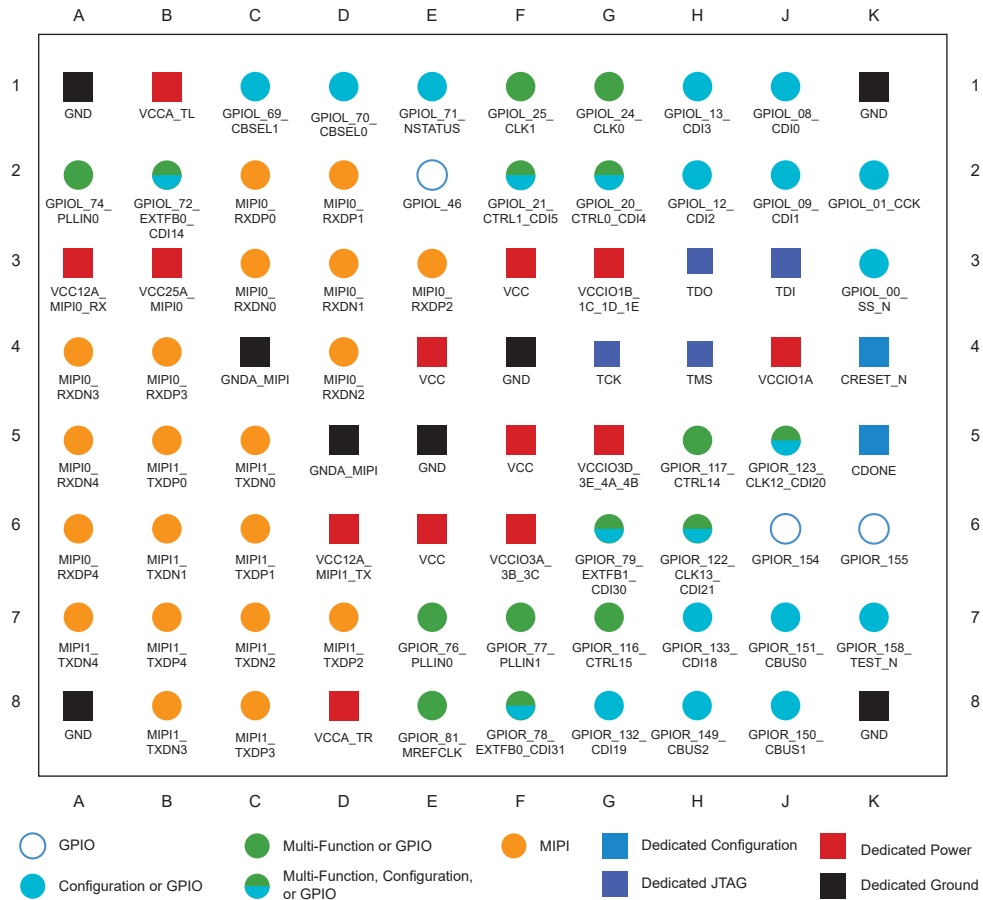 A B C D E F G H J K
1 1
GND VCCA_TL GPIOL_69_ GPIOL_70_ GPIOL_71_ GPIOL_25_ GPIOL_24_ GPIOL_13_ GPIOL_08_ GND
CBSEL1 CBSEL0 NSTATUS CLK1 CLK0 CDI3 CDI0
2 2
GPIOL_74_ GPIOL_72_ MIPI0_ MIPI0_ GPIOL_46 GPIOL_21_ GPIOL_20_ GPIOL_12_ GPIOL_09_ GPIOL_01_CCK
PLLIN0 EXTFB0_ RXDP0 RXDP1 CTRL1_CDI5 CTRL0_CDI4 CDI2 CDI1
CDI14
3 3
VCC12A_ VCC25A_ MIPI0_ MIPI0_ MIPI0_ VCC VCCIO1B_ TDO TDI GPIOL_00_
MIPI0_RX MIPI0 RXDN0 RXDN1 RXDP2 1C_1D_1E SS_N
4 4
MIPI0_ MIPI0_ GNDA_MIPI MIPI0_ VCC GND TCK TMS VCCIO1A CRESET_N
RXDN3 RXDP3 RXDN2
5 5
MIPI0_ MIPI1_ MIPI1_ GNDA_MIPI GND VCC VCCIO3D_ GPIOR_117_ GPIOR_123_ CDONE
RXDN4 TXDP0 TXDN0 3E_4A_4B CTRL14 CLK12_CDI20
6 6
MIPI0_ MIPI1_ MIPI1_ VCC12A_ VCC VCCIO3A_ GPIOR_79_ GPIOR_122_ GPIOR_154 GPIOR_155
RXDP4 TXDN1 TXDP1 MIPI1_TX 3B_3C EXTFB1_ CLK13_
CDI30 CDI21
7 7
MIPI1_ MIPI1_ MIPI1_ MIPI1_ GPIOR_76_ GPIOR_77_ GPIOR_116_ GPIOR_133_ GPIOR_151_ GPIOR_158_
TXDN4 TXDP4 TXDN2 TXDP2 PLLIN0 PLLIN1 CTRL15 CDI18 CBUS0 TEST_N
8 8
GND MIPI1_ MIPI1_ VCCA_TR GPIOR_81_ GPIOR_78_ GPIOR_132_ GPIOR_149_ GPIOR_150_ GND
TXDN3 TXDP3 MREFCLK EXTFB0_CDI31 CDI19 CBUS2 CBUS1
A B C D E F G H J K
GPIO Multi-Function or GPIO MIPI Dedicated Configuration Dedicated Power
Configuration or GPIO Multi-Function, Configuration, Dedicated JTAG Dedicated Ground
or GPIO